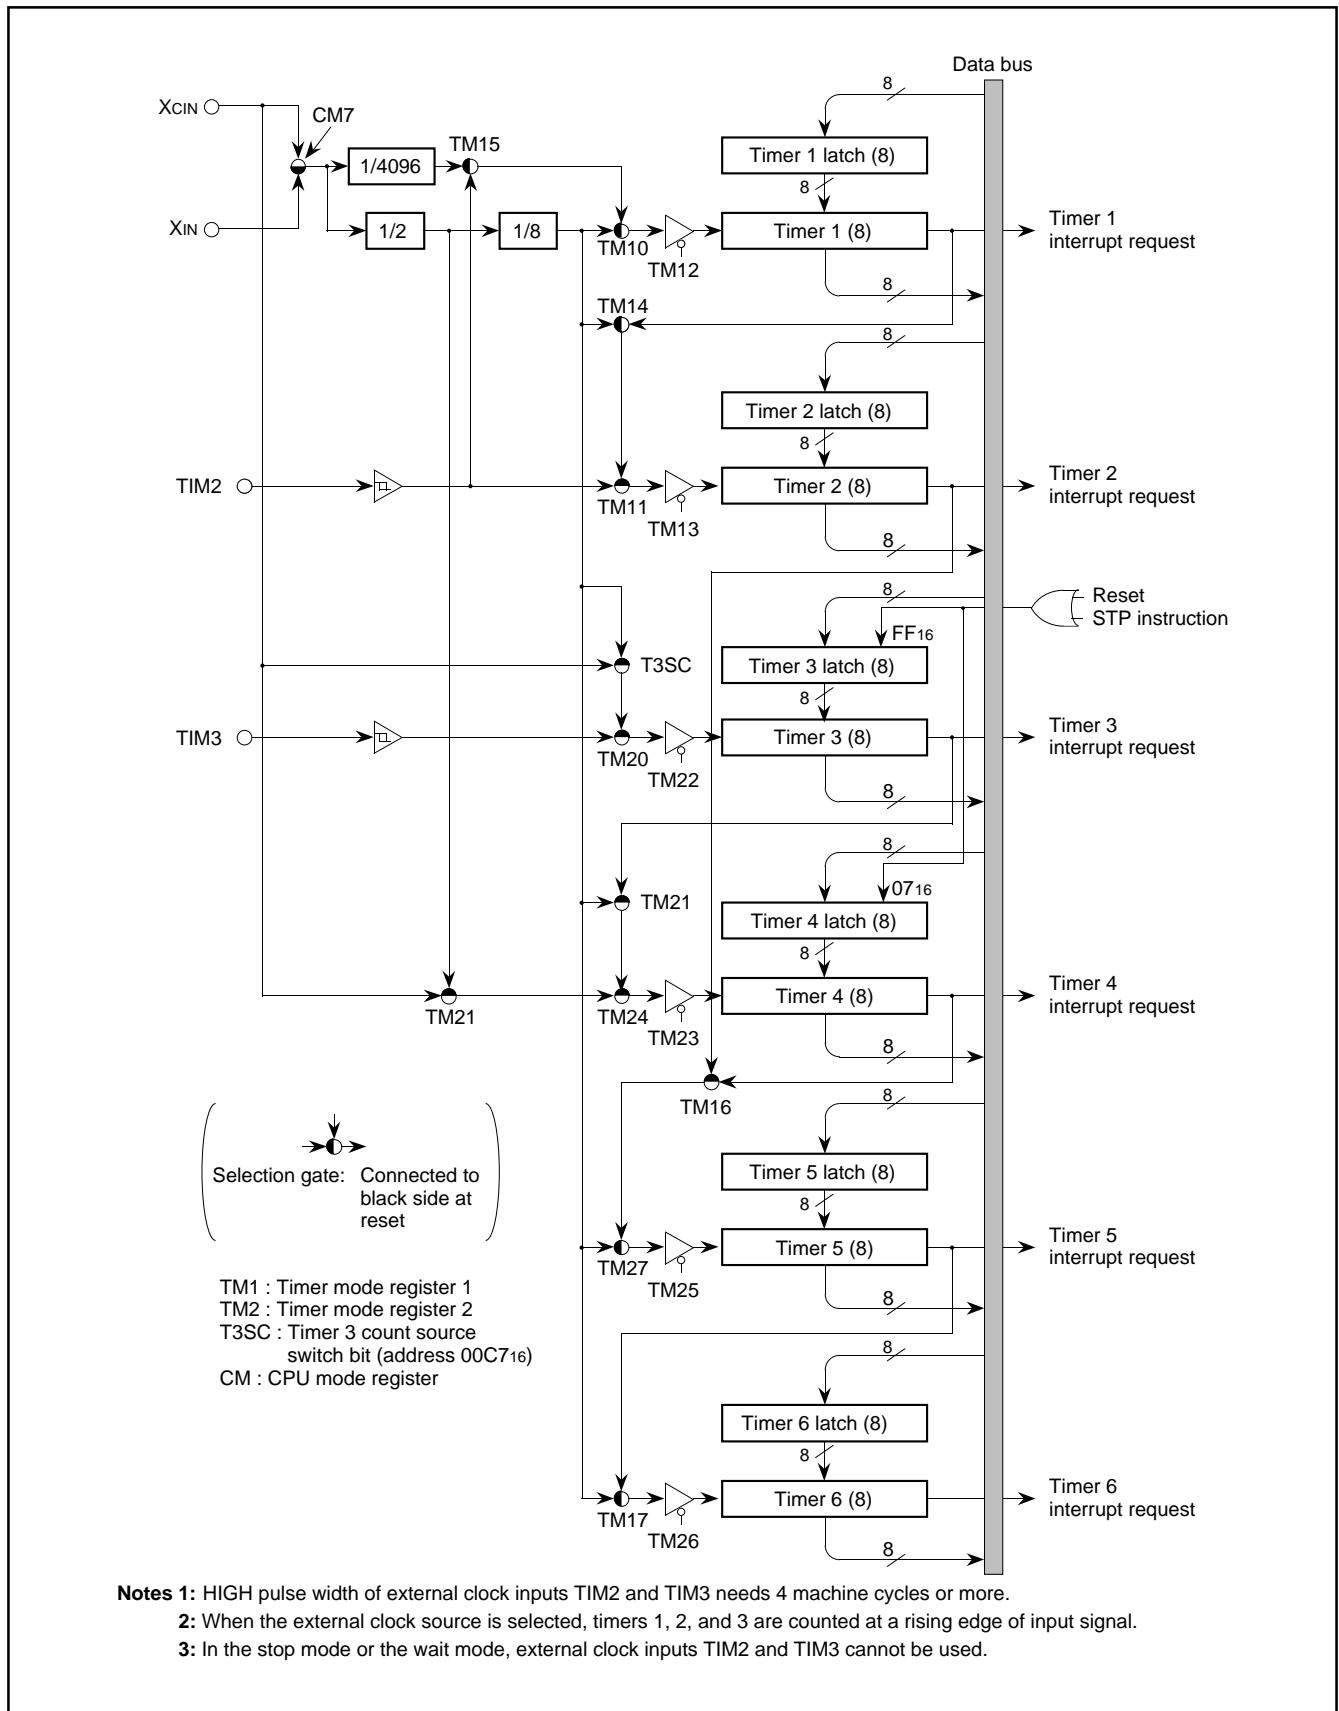 Data bus
8
XCIN
CM7
TM15
1/4096
Timer 1 latch (8)
8
XIN
1/2
1/8
TM10
TM12
Timer 1 (8)
Timer 1
interrupt request
8
TM14
8
Timer 2 latch (8)
8
TIM2
TM11
TM13
Timer 2 (8)
Timer 2
interrupt request
8
8
Reset
STP instruction
FF16
T3SC
Timer 3 latch (8)
8
TIM3
TM20
TM22
Timer 3 (8)
Timer 3
interrupt request
8
8
0716
TM21
Timer 4 latch (8)
8
TM21
TM24
TM23
Timer 4 (8)
Timer 4
interrupt request
8
TM16
8
Selection gate: Connected to
black side at
reset
Timer 5 latch (8)
8
TM27
TM25
Timer 5 (8)
Timer 5
interrupt request
8
TM1 : Timer mode register 1
TM2 : Timer mode register 2
T3SC : Timer 3 count source
switch bit (address 00C716)
CM : CPU mode register
8
Timer 6 latch (8)
8
TM17
TM26
Timer 6 (8)
Timer 6
interrupt request
8
Notes 1: HIGH pulse width of external clock inputs TIM2 and TIM3 needs 4 machine cycles or more.
2: When the external clock source is selected, timers 1, 2, and 3 are counted at a rising edge of input signal.
3: In the stop mode or the wait mode, external clock inputs TIM2 and TIM3 cannot be used.